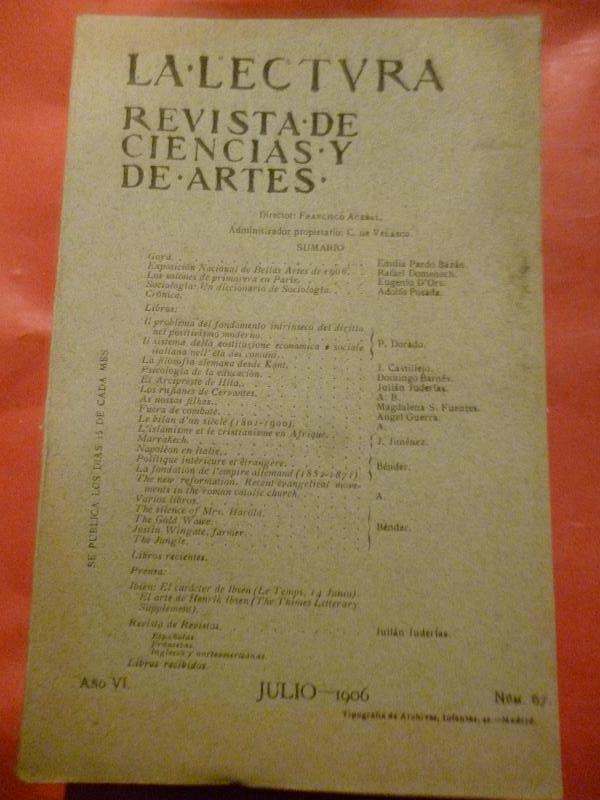 LA·LECTVRA
REVISTA·DE
CIENCIAS·Y
DE·ARTES·
Director: FRANCISCO ACEBAL.
Administrador propietario: C. DE VELASCO.
SUMARIO
Goya. Emilia Pardo Bazán.
Exposición Nacional de Bellas Artes de 1906. Rafael Domenech.
Los salones de primavera en París. Eugenio D'Ors.
Sociología: Un diccionario de Sociología. Adolfo Posada.
Crónica.
Libros:
Il problema del fondamento intrinseco del diritto
nel positivismo moderno.
Il sistema della costituzione economica e sociale
italiana nell'età dei comuni. P. Dorado.
La filosofía alemana desde Kant. J. Castillejo.
Psicología de la educación. Domingo Barnés.
El Arcipreste de Hita. Julián Juderías.
Los rufianes de Cervantes. A. B.
As nossas filhas. Magdalena S. Fuentes.
Fuera de combate. Angel Guerra.
Le bilan d'un siècle (1801-1900). A.
L'islamisme et le cristianisme en Afrique.
Marrakech. J. Jiménez.
Napoléon en Italie.
Politique intérieure et étrangere.
La fondation de l'empire allemand (1852-1871) Bénder.
The new reformation. Recent evangelical move-
ments in the roman catolic church. A.
Varios libros.
The silence of Mrs. Harold.
The Gold Wowe.
Justin Wingate, farmer.
The Jungle. Bénder.
Libros recientes.
Prensa:
Ibsen: El carácter de Ibsen (Le Temps, 14 Junio).
El arte de Henrik Ibsen (The Thimes Litterary
Supplement).
Revista de Revistas. Julián Juderías.
Españolas.
Francesas.
Inglesas y norteamericanas.
Libros recibidos.
SE PUBLICA LOS DÍAS 15 DE CADA MES
AÑO VI. JULIO—1906 NÚM. 67.
Tipografía de Archivos, Infantas, 42.—Madrid.